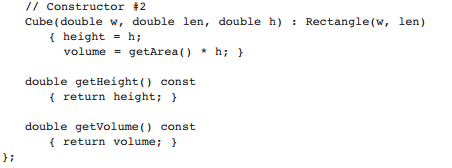 // Constructor #2
Cube(double w, double len, double h) : Rectangle(w, len)
{ height = h;
volume = getArea() * h; }
double getHeight() const
{ return height; }
double getVolume() const
{ return volume; }
};